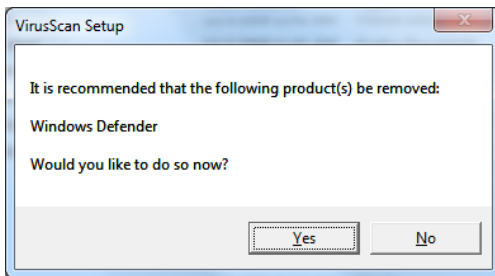 VirusScan Setup
It is recommended that the following product(s) be removed:
Windows Defender
Would you like to do so now?
Yes
No